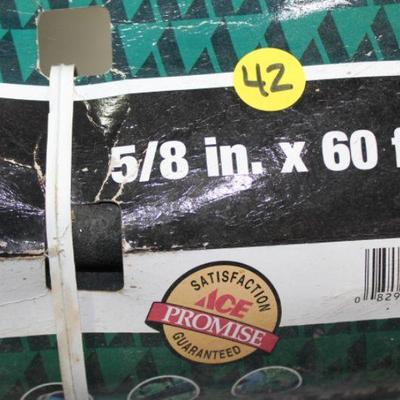 42
5/8 in. x 60 f
SATISFACTION
ACE
PROMISE
GUARANTEED
0 829